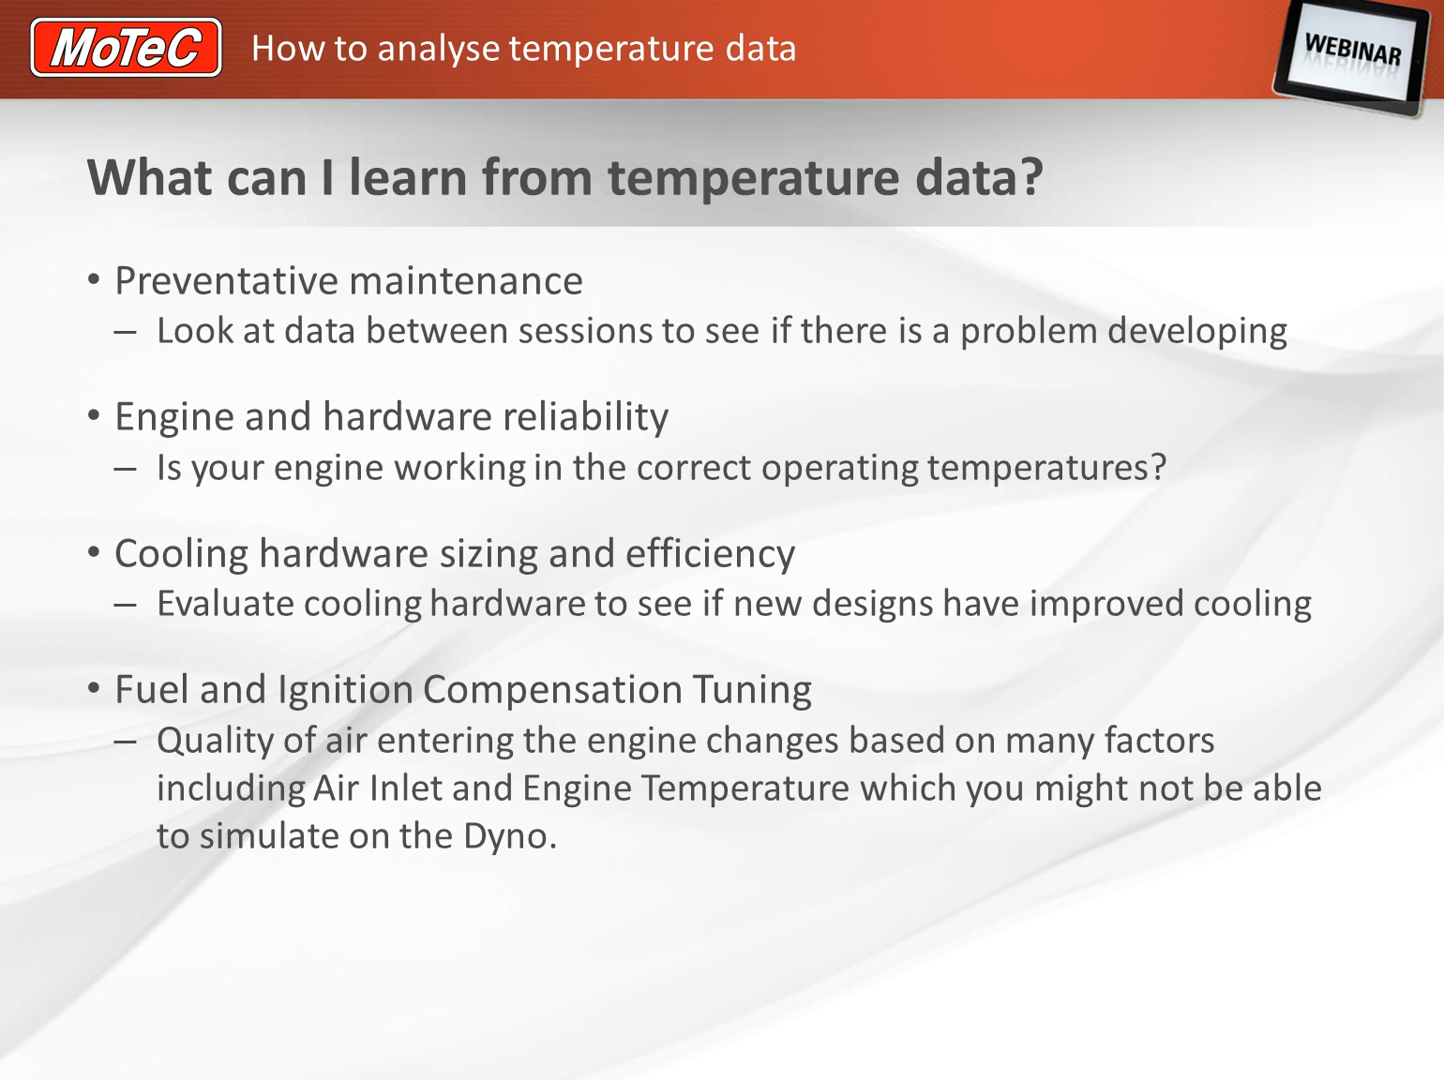 MoTeC
How to analyse temperature data
WEBINAR
What can I learn from temperature data?
• Preventative maintenance
– Look at data between sessions to see if there is a problem developing
• Engine and hardware reliability
– Is your engine working in the correct operating temperatures?
• Cooling hardware sizing and efficiency
– Evaluate cooling hardware to see if new designs have improved cooling
• Fuel and Ignition Compensation Tuning
– Quality of air entering the engine changes based on many factors
including Air Inlet and Engine Temperature which you might not be able
to simulate on the Dyno.